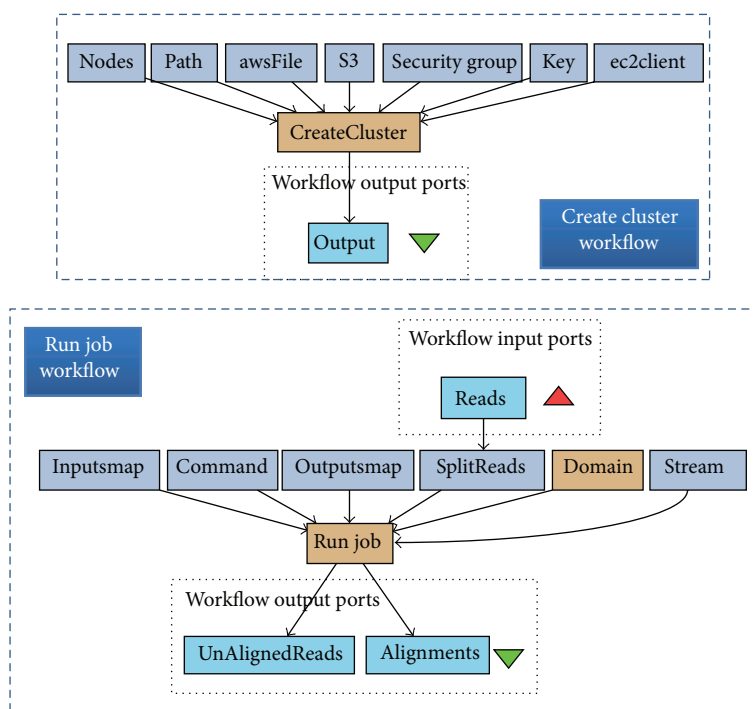 Nodes
Path
awsFile
S3
Security group
Key
ec2client
CreateCluster
Workflow output ports
Output
Create cluster
workflow
Run job
workflow
Workflow input ports
Reads
Inputsmap
Command
Outputsmap
SplitReads
Domain
Stream
Run job
Workflow output ports
UnAlignedReads
Alignments